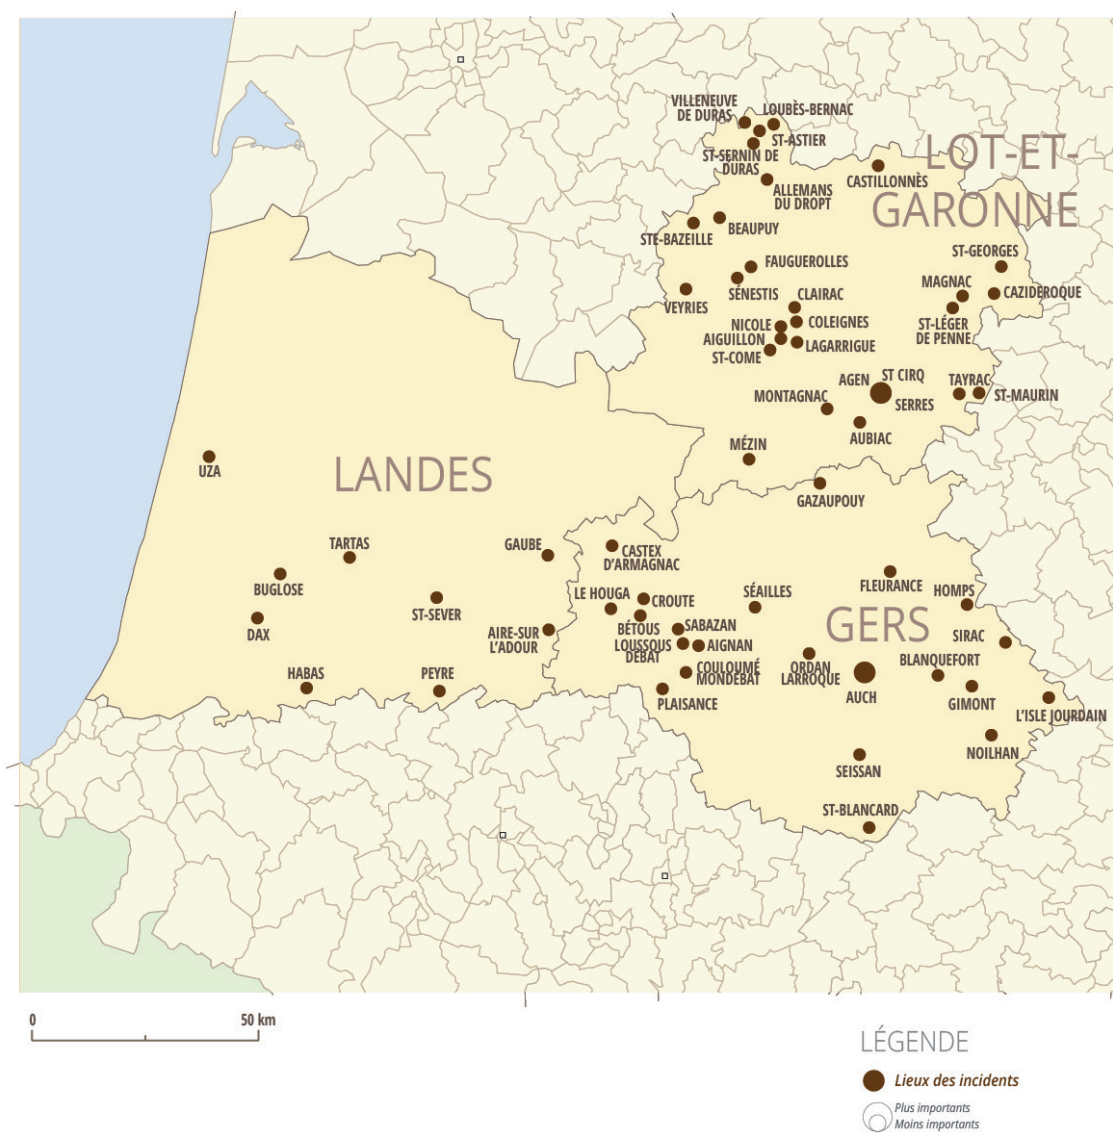 VILLENEUVE
DE DURAS
LOUBÈS-BERNAC
ST-ASTIER
ST-SERNIN DE
DURAS
ALLEMANS
DU DROPT
CASTILLONNÈS
LOT-ET-
GARONNE
STE-BAZEILLE
BEAUPUY
ST-GEORGES
FAUGUEROLLES
SÉNESTIS
VEYRIES
CLAIRAC
MAGNAC
CAZIDEROQUE
NICOLE
COLEIGNES
ST-LÉGER
DE PENNE
AIGUILLON
LAGARRIGUE
ST-COME
AGEN
ST CIRQ
SERRES
TAYRAC
ST-MAURIN
MONTAGNAC
AUBIAC
MÉZIN
UZA
LANDES
GAZAUPOUY
TARTAS
GAUBE
CASTEX
D'ARMAGNAC
BUGLOSE
FLEURANCE
HOMPS
LE HOUGA
CROUTE
SÉAILLES
ST-SEVER
DAX
AIRE-SUR
L'ADOUR
BÉTOUS
SABAZAN
GERS
SIRAC
LOUSSOUS
DÉBAT
AIGNAN
ORDAN
LARROQUE
BLANQUEFORT
HABAS
PEYRE
COULOUMÉ
MONDEBAT
PLAISANCE
AUCH
GIMONT
L'ISLE JOURDAIN
NOILHAN
SEISSAN
ST-BLANCARD
0
50 km
LÉGENDE
Lieux des incidents
Plus importants
Moins importants